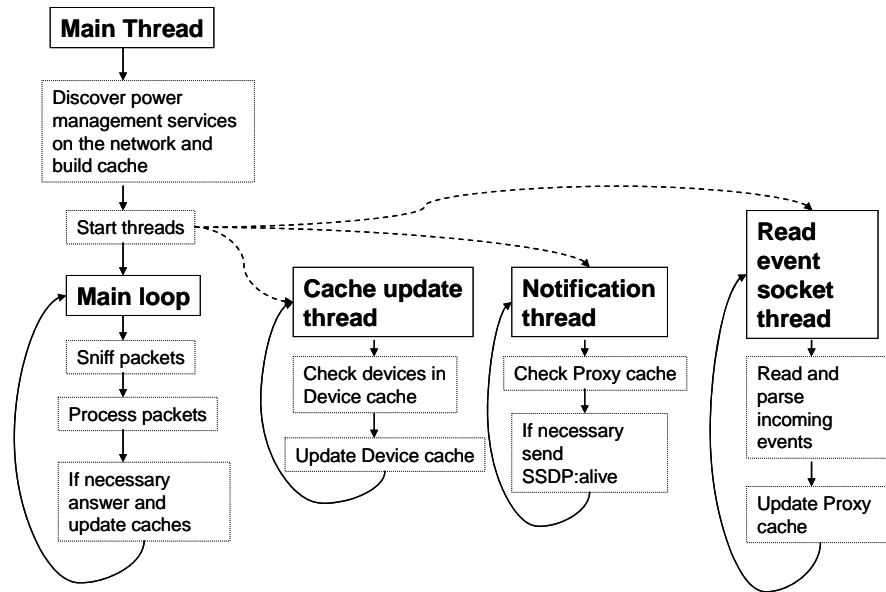 Main Thread
Discover power
management services
on the network and
build cache
Start threads
Main loop
Sniff packets
Process packets
If necessary
answer and
update caches
Cache update
thread
Check devices in
Device cache
Update Device cache
Notification
thread
Check Proxy cache
If necessary
send
SSDP:alive
Read
event
socket
thread
Read and
parse
incoming
events
Update Proxy
cache